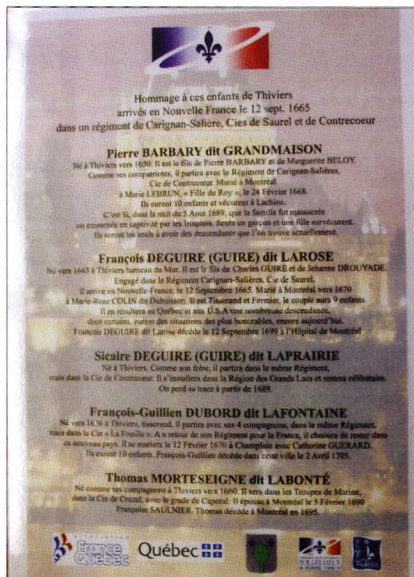 Hommage à ces enfants de Thiviers
arrivés en Nouvelle France le 12 sept. 1665
dans un régiment de Carignan-Salière, Cies de Saurel et de Contrecoeur
Pierre BARBARY dit GRANDMAISON
Né à Thiviers vers 1650. Il est le fils de Pierre BARBARY et de Marguerite BELOY.
Comme ses compatriotes, il partira avec le Régiment de Carignan-Salières,
Cie de Contrecoeur. Marié à Montréal
à Marie LEBRUN, « Fille du Roy », le 24 Février 1668.
Ils eurent 10 enfants et vécurent à Lachine.
C'est là, dans la nuit du 5 Août 1689, que la famille fut massacrée
ou emmenée en captivité par les Iroquois. Seuls un garçon et une fille survécurent.
Ils seront les seuls à avoir des descendants que l'on trouve actuellement.
François DEGUIRE (GUIRE) dit LAROSE
Né vers 1643 à Thiviers hameau du Mur. Il est le fils de Charles GUIRE et de Jehanne DROUYADE.
Engagé dans le Régiment Carignan-Salières, Cie de Saurel,
il arrive en Nouvelle-France, le 12 Septembre 1665. Marié à Montréal vers 1670
à Marie-Rose COLIN dit Dubuisson. Il est Tisserand et Fermier, le couple aura 9 enfants.
Il en résultera au Québec et aux U.S.A une nombreuse descendance,
dont certains, eurent des situations des plus honorables, encore aujourd'hui.
François DEGUIRE dit Larose décède le 12 Septembre 1699 à l'Hôpital de Montréal
Sicaire DEGUIRE (GUIRE) dit LAPRAIRIE
Né à Thiviers. Comme son frère, il partira dans le même Régiment,
mais dans la Cie de Contrecoeur. Il s'installera dans la Région des Grands Lacs et restera célibataire.
On perd sa trace à partir de 1689.
François-Guillien DUBORD dit LAFONTAINE
Né vers 1636 à Thiviers, tisserand, il partira avec ses 4 compagnons, dans le même Régiment,
mais dans la Cie « La Fouille ». A u retour de son Régiment pour la France, il choisira de rester dans
ce nouveau pays. Il se mariera le 12 Février 1670 à Champlain avec Catherine GUERARD.
Ils eurent 10 enfants. François-Guillien décède dans cette ville le 2 Avril 1705.
Thomas MORTESEIGNE dit LABONTÉ
Né comme ses compagnons à Thiviers vers 1660. Il sera dans les Troupes de Marine,
dans la Cie de Cruzel, avec le grade de Caporal. Il épouse à Montréal le 5 Février 1690
Françoise SAULNIER. Thomas décède à Montréal en 1695.
France
Québec
Québec
SUR LES LIEUX